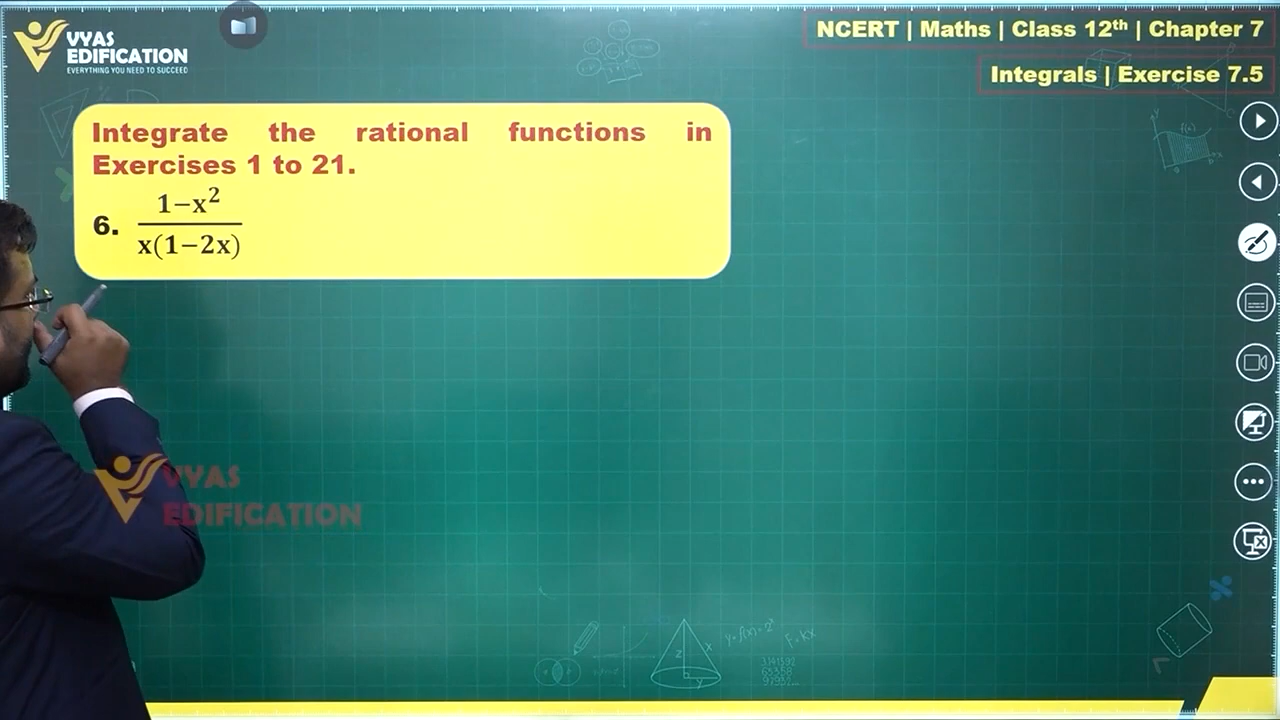 VYAS
EDIFICATION
EVERYTHING YOU NEED TO SUCCEED
NCERT | Maths | Class 12ᵗʰ | Chapter 7
Integrals | Exercise 7.5
Integrate the rational functions in
Exercises 1 to 21.
6. 1−x²
x(1−2x)
VYAS
EDIFICATION